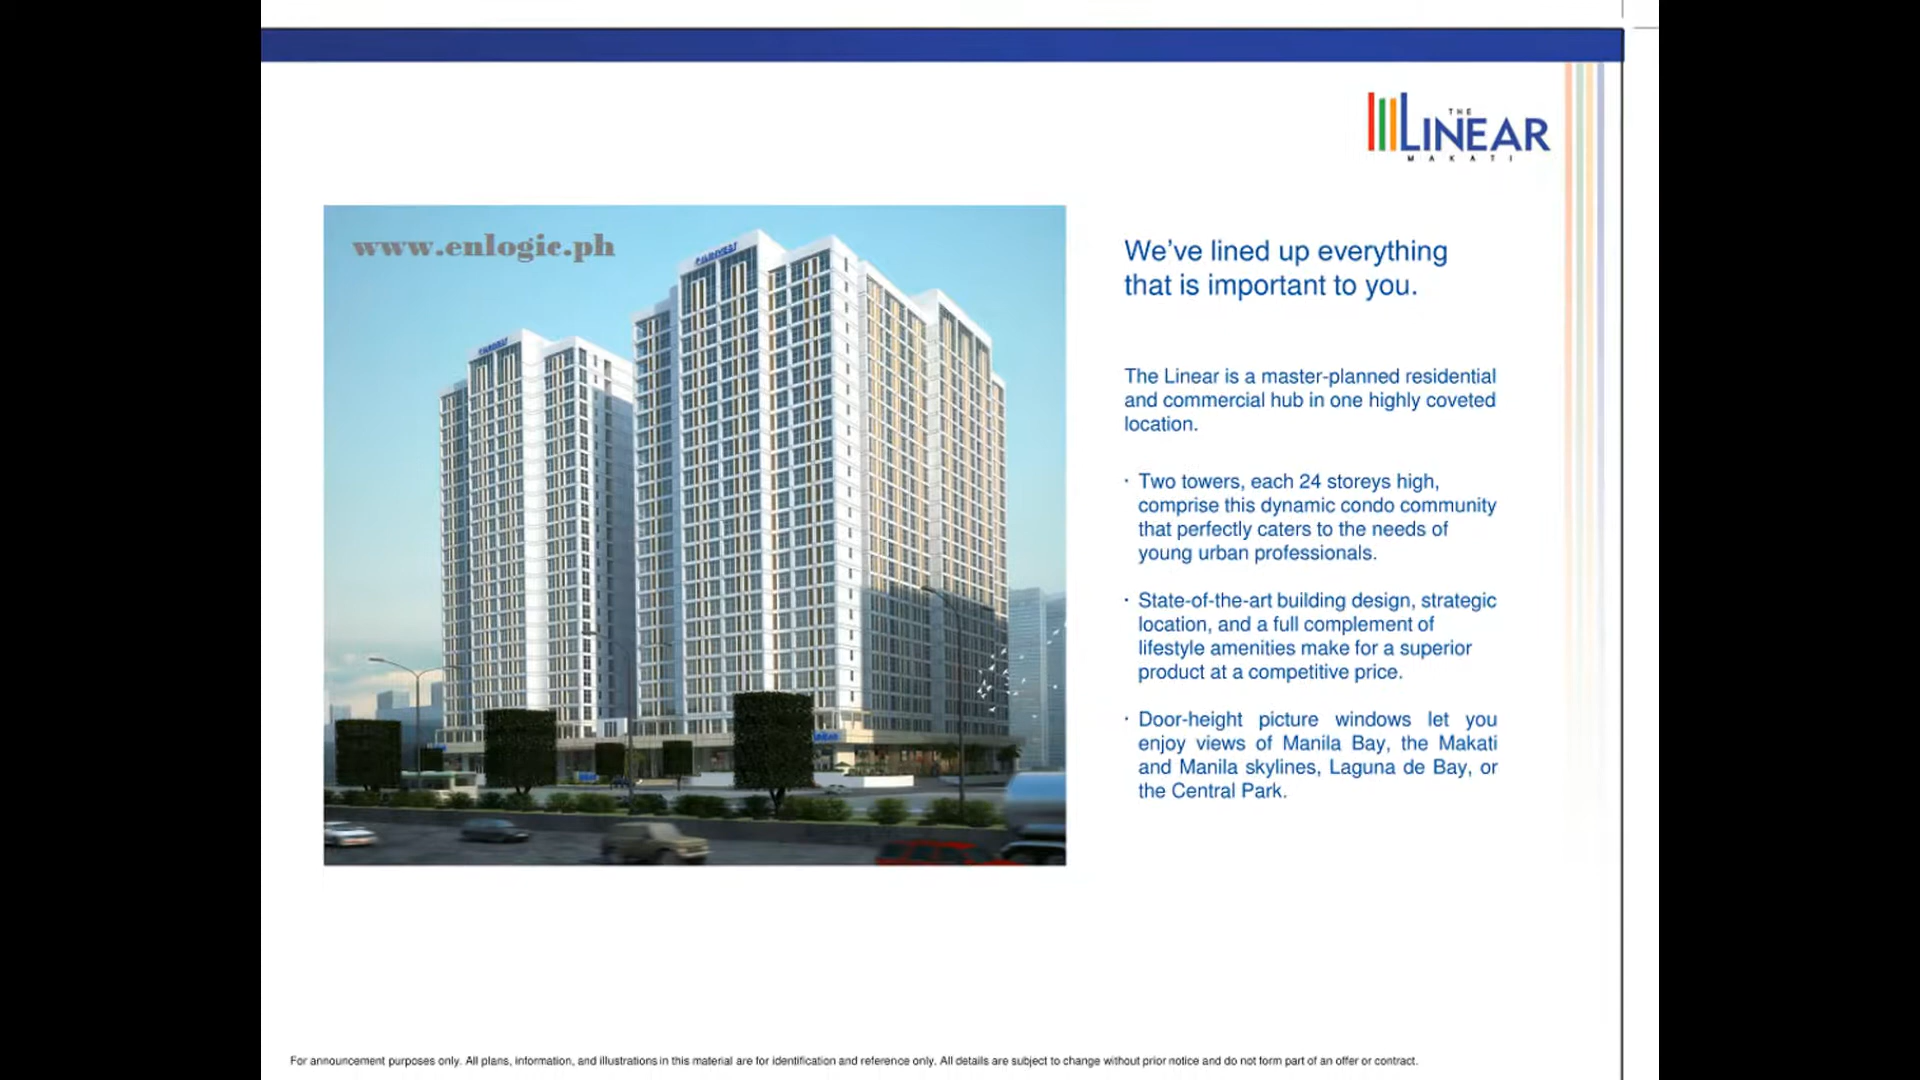 THE
LINEAR
MAKATI
www.enlogic.ph
We’ve lined up everything
that is important to you.
The Linear is a master-planned residential
and commercial hub in one highly coveted
location.
· Two towers, each 24 storeys high,
comprise this dynamic condo community
that perfectly caters to the needs of
young urban professionals.
· State-of-the-art building design, strategic
location, and a full complement of
lifestyle amenities make for a superior
product at a competitive price.
· Door-height picture windows let you
enjoy views of Manila Bay, the Makati
and Manila skylines, Laguna de Bay, or
the Central Park.
For announcement purposes only. All plans, information, and illustrations in this material are for identification and reference only. All details are subject to change without prior notice and do not form part of an offer or contract.